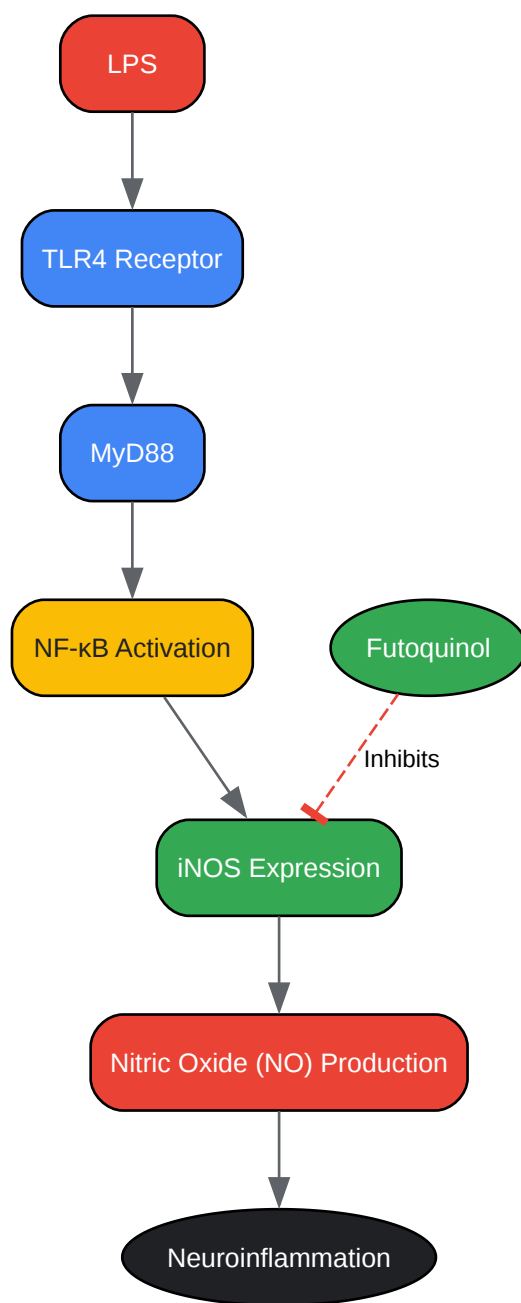 LPS
TLR4 Receptor
MyD88
NF-κB Activation
Futoquinol
Inhibits
iNOS Expression
Nitric Oxide (NO) Production
Neuroinflammation